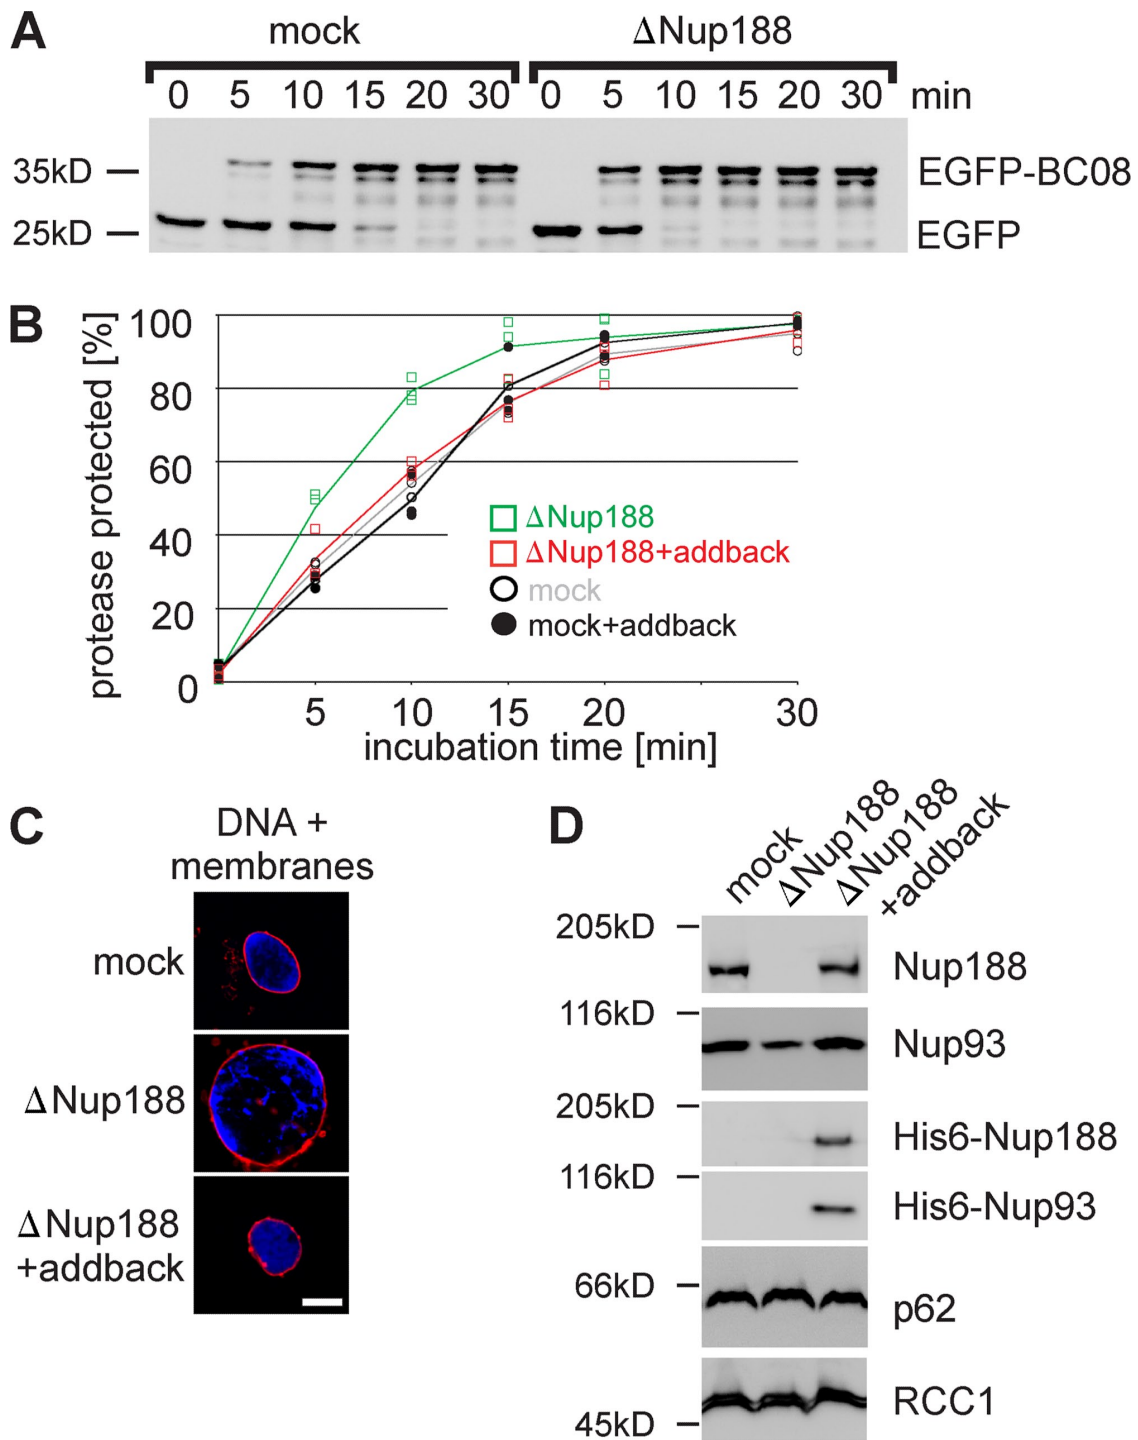 A
mock ΔNup188
0 5 10 15 20 30 0 5 10 15 20 30 min
35kD EGFP-BC08
25kD EGFP
B
protease protected [%]
100
80
60
40
20
0
ΔNup188
ΔNup188+addback
mock
mock+addback
5 10 15 20 30
incubation time [min]
C
DNA +
membranes
mock
ΔNup188
ΔNup188
+addback
D
mock
ΔNup188
ΔNup188
+addback
205kD
Nup188
116kD
Nup93
205kD
His6-Nup188
116kD
His6-Nup93
66kD
p62
RCC1
45kD